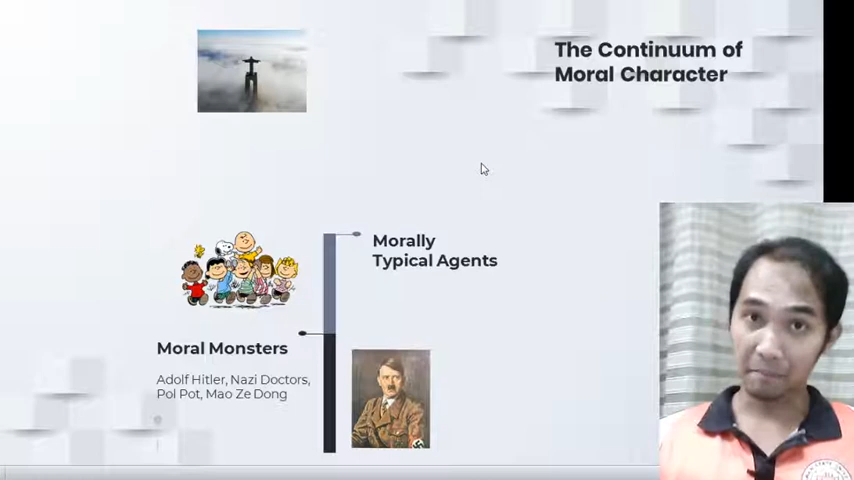 The Continuum of
Moral Character
Morally
Typical Agents
Moral Monsters
Adolf Hitler, Nazi Doctors,
Pol Pot, Mao Ze Dong